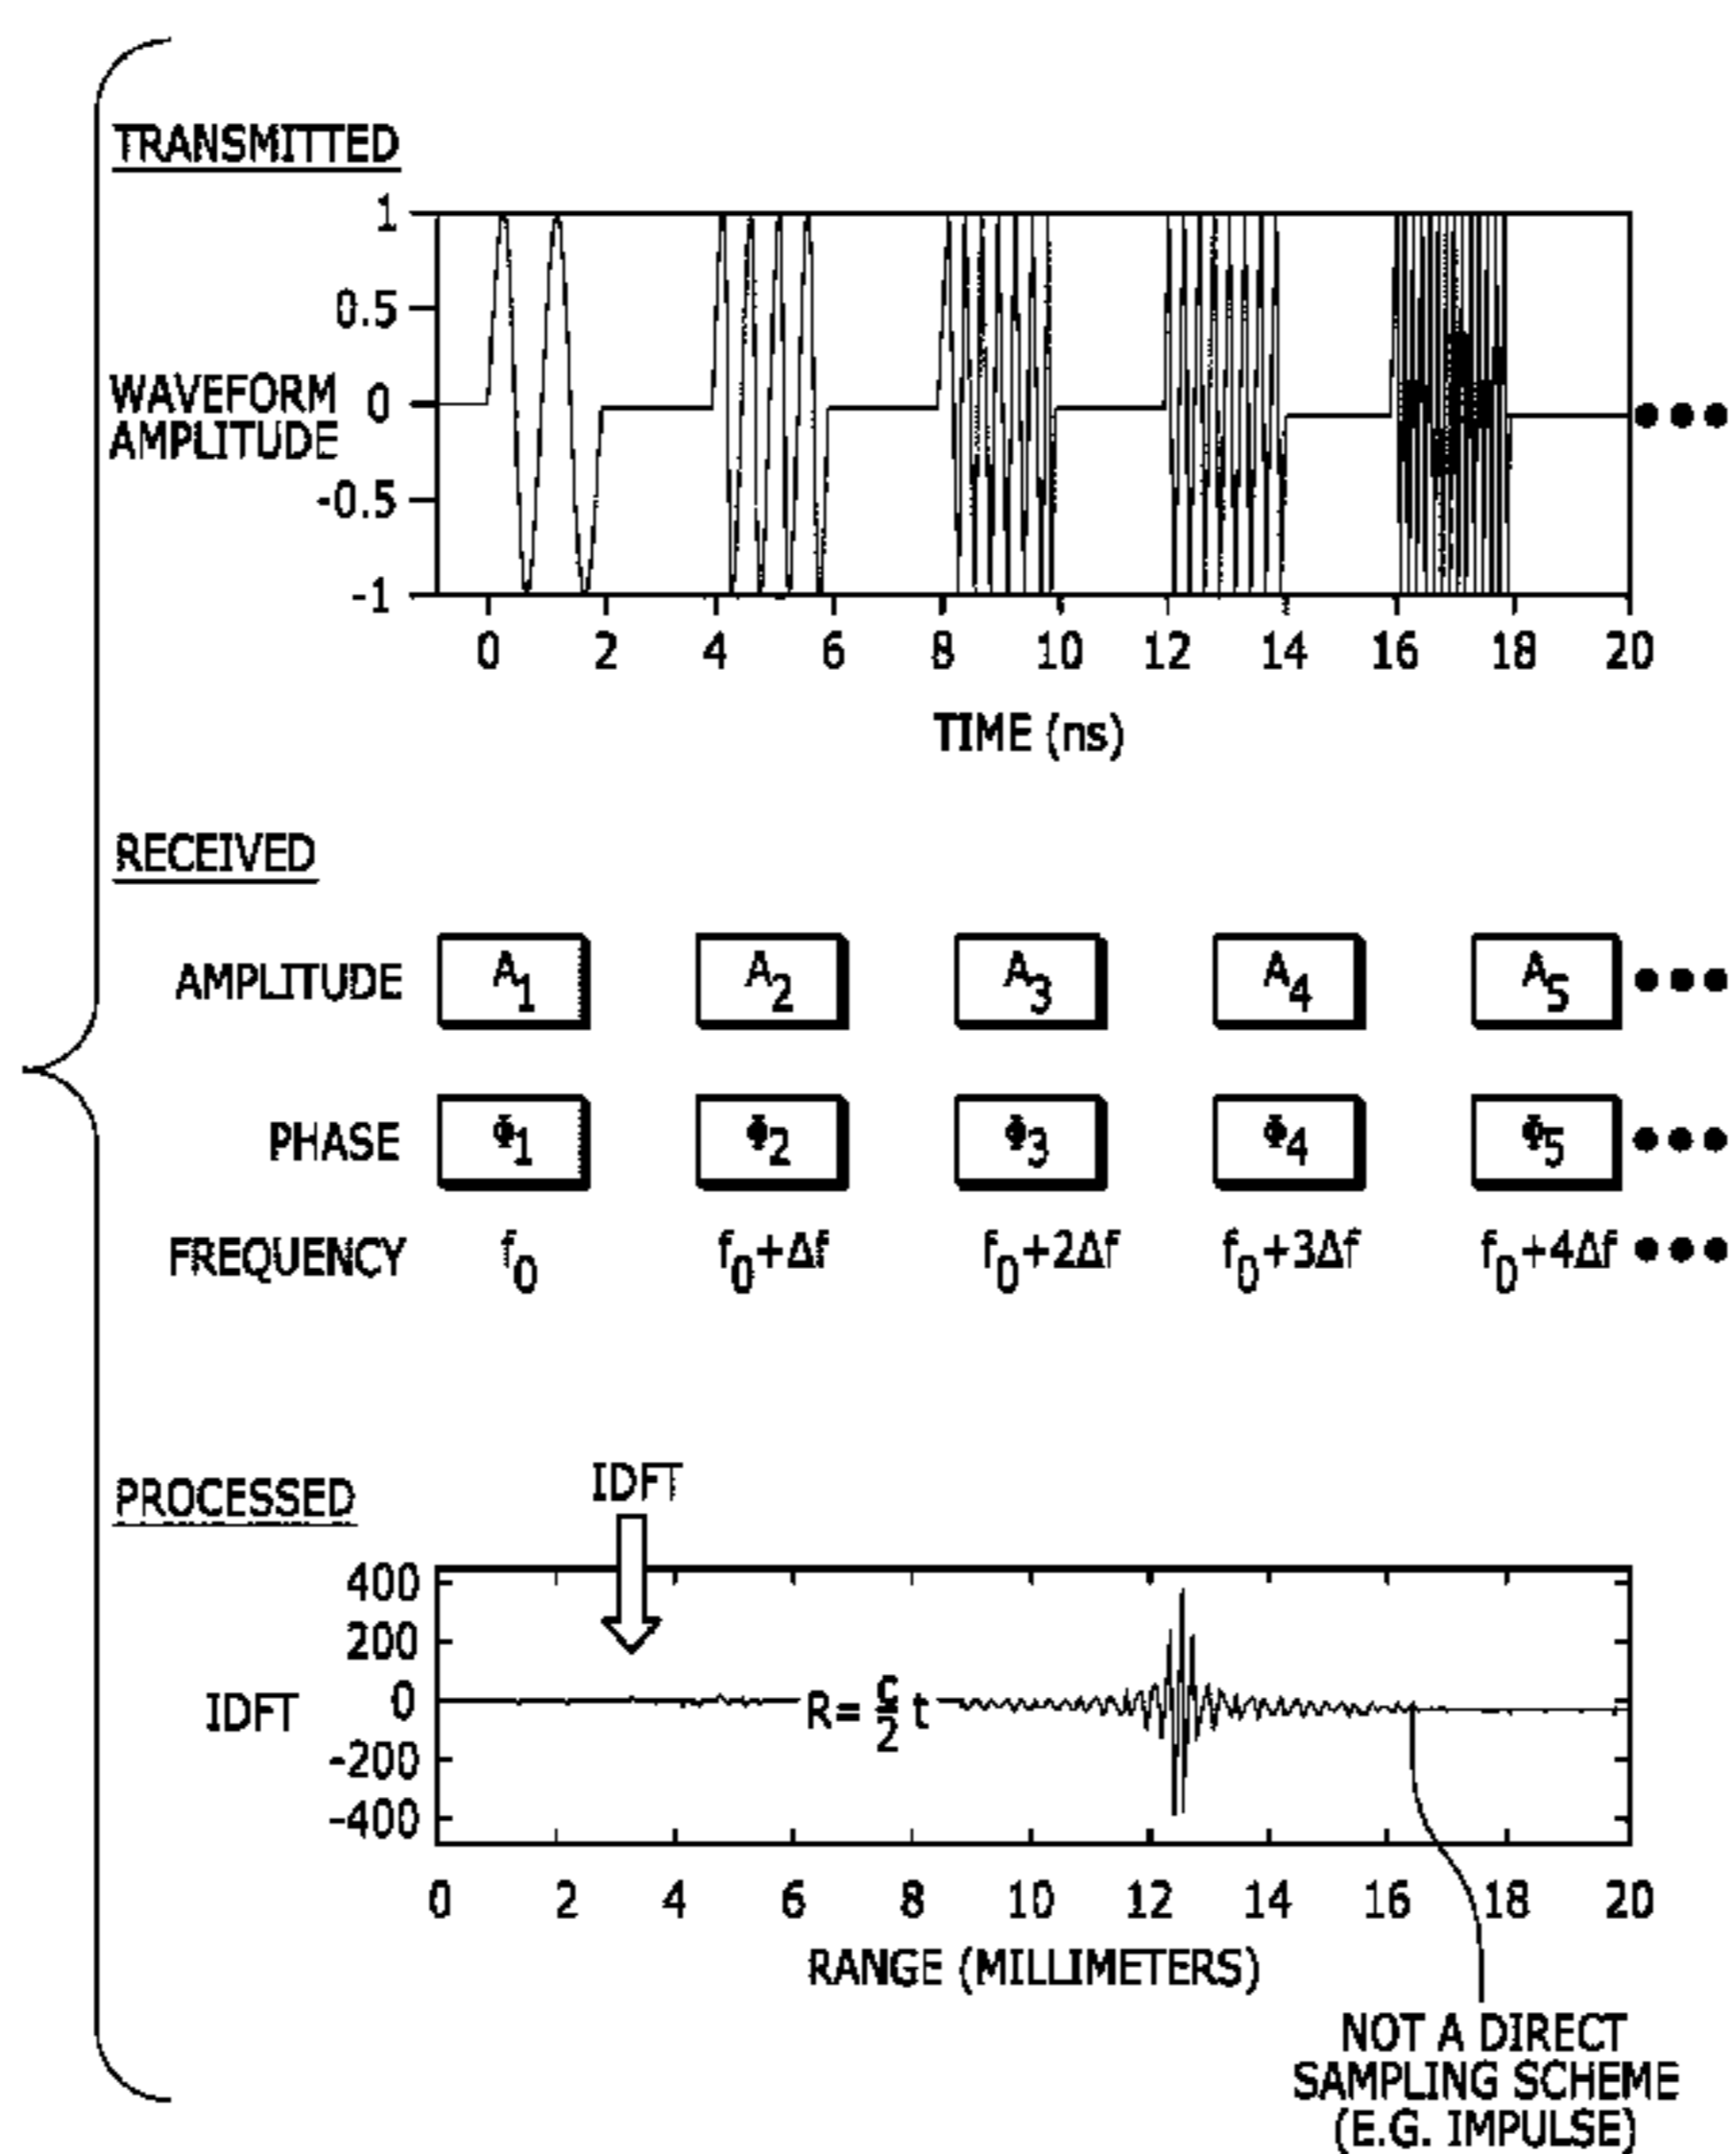 TRANSMITTED
1
0.5
WAVEFORM
AMPLITUDE
0
-0.5
-1
0 2 4 6 8 10 12 14 16 18 20
TIME (ns)
RECEIVED
AMPLITUDE A1 A2 A3 A4 A5
PHASE Φ1 Φ2 Φ3 Φ4 Φ5
FREQUENCY f0 f0+Δf f0+2Δf f0+3Δf f0+4Δf
PROCESSED
IDFT
400
200
IDFT 0
R= c/2 t
-200
-400
0 2 4 6 8 10 12 14 16 18 20
RANGE (MILLIMETERS)
NOT A DIRECT
SAMPLING SCHEME
(E.G. IMPULSE)